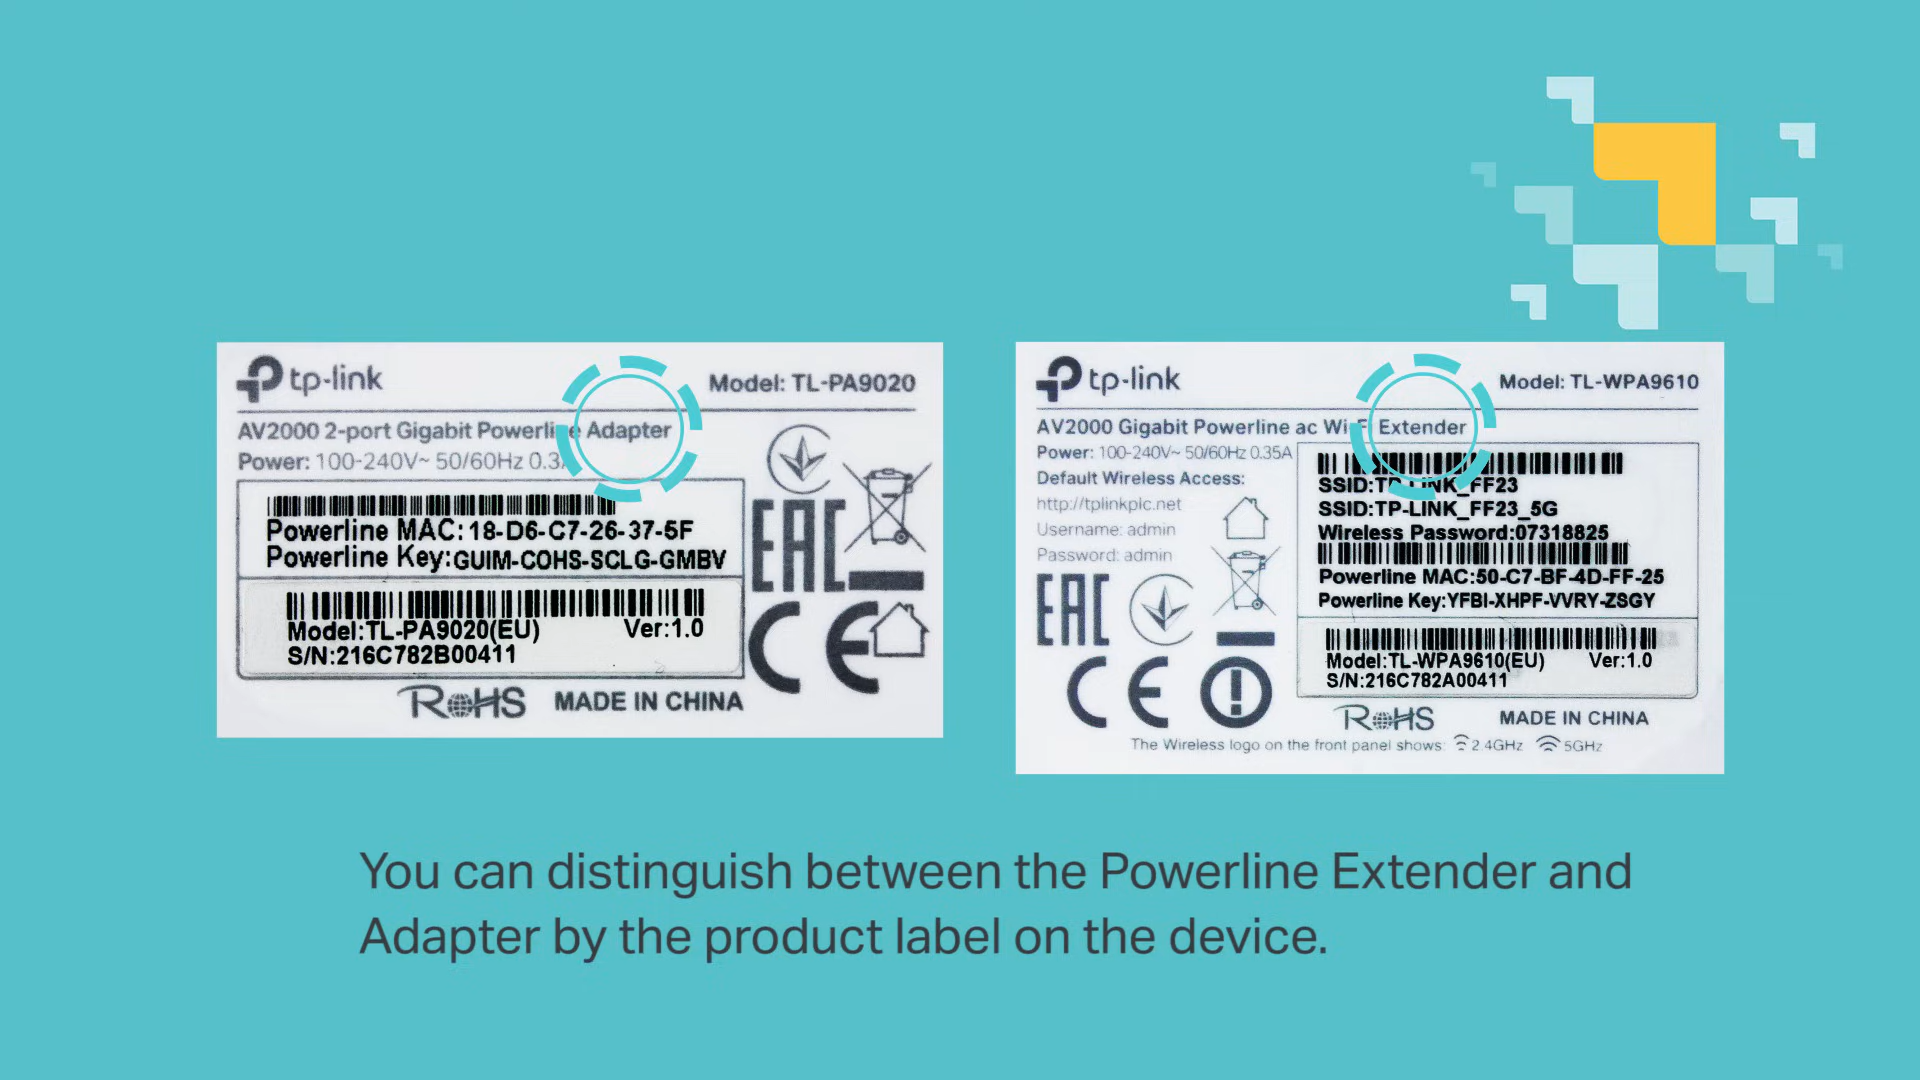 tp-link
Model: TL-PA9020
AV2000 2-port Gigabit Powerline Adapter
Power: 100-240V~ 50/60Hz
Powerline MAC:18-D6-C7-26-37-5F
Powerline Key:GUIM-COHS-SCLG-GMBV
Model:TL-PA9020(EU) Ver:1.0
S/N:216C782B00411
EAC
CE
RoHS MADE IN CHINA
tp-link
Model: TL-WPA9610
AV2000 Gigabit Powerline ac Wi-Fi Extender
Power: 100-240V~ 50/60Hz 0.35A
Default Wireless Access:
http://tplinkplc.net
Username: admin
Password: admin
SSID:TP-LINK_FF23
SSID:TP-LINK_FF23_5G
Wireless Password:07318825
Powerline MAC:50-C7-BF-4D-FF-25
Powerline Key:YFBI-XHPF-VVRY-ZSGY
Model:TL-WPA9610(EU) Ver:1.0
S/N:216C782A00411
EAC
CE
RoHS MADE IN CHINA
The Wireless logo on the front panel shows: 2.4GHz 5GHz
You can distinguish between the Powerline Extender and
Adapter by the product label on the device.